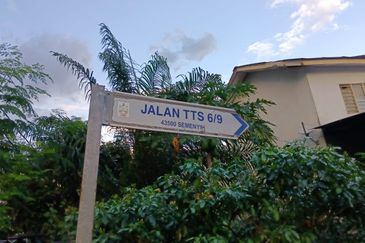 JALAN TTS 6/9
43500 SEMENYIH